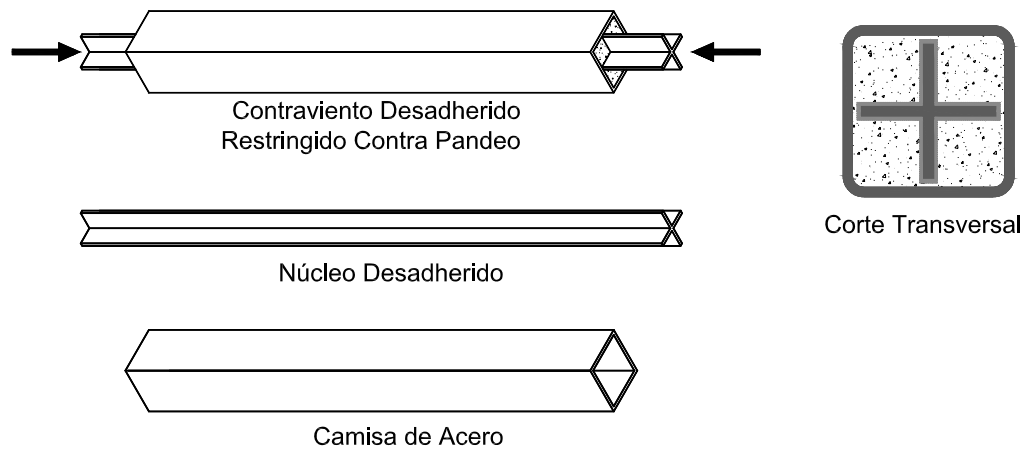 Contraviento Desadherido
Restringido Contra Pandeo
Corte Transversal
Núcleo Desadherido
Camisa de Acero